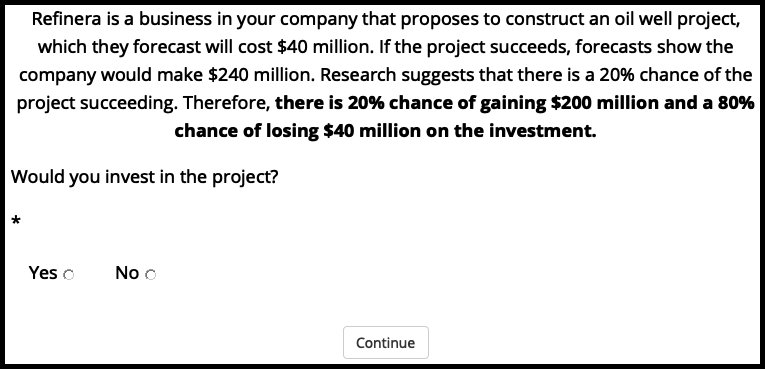 Refinera is a business in your company that proposes to construct an oil well project,
which they forecast will cost $40 million. If the project succeeds, forecasts show the
company would make $240 million. Research suggests that there is a 20% chance of the
project succeeding. Therefore, there is 20% chance of gaining $200 million and a 80%
chance of losing $40 million on the investment.
Would you invest in the project?
*
Yes No
Continue